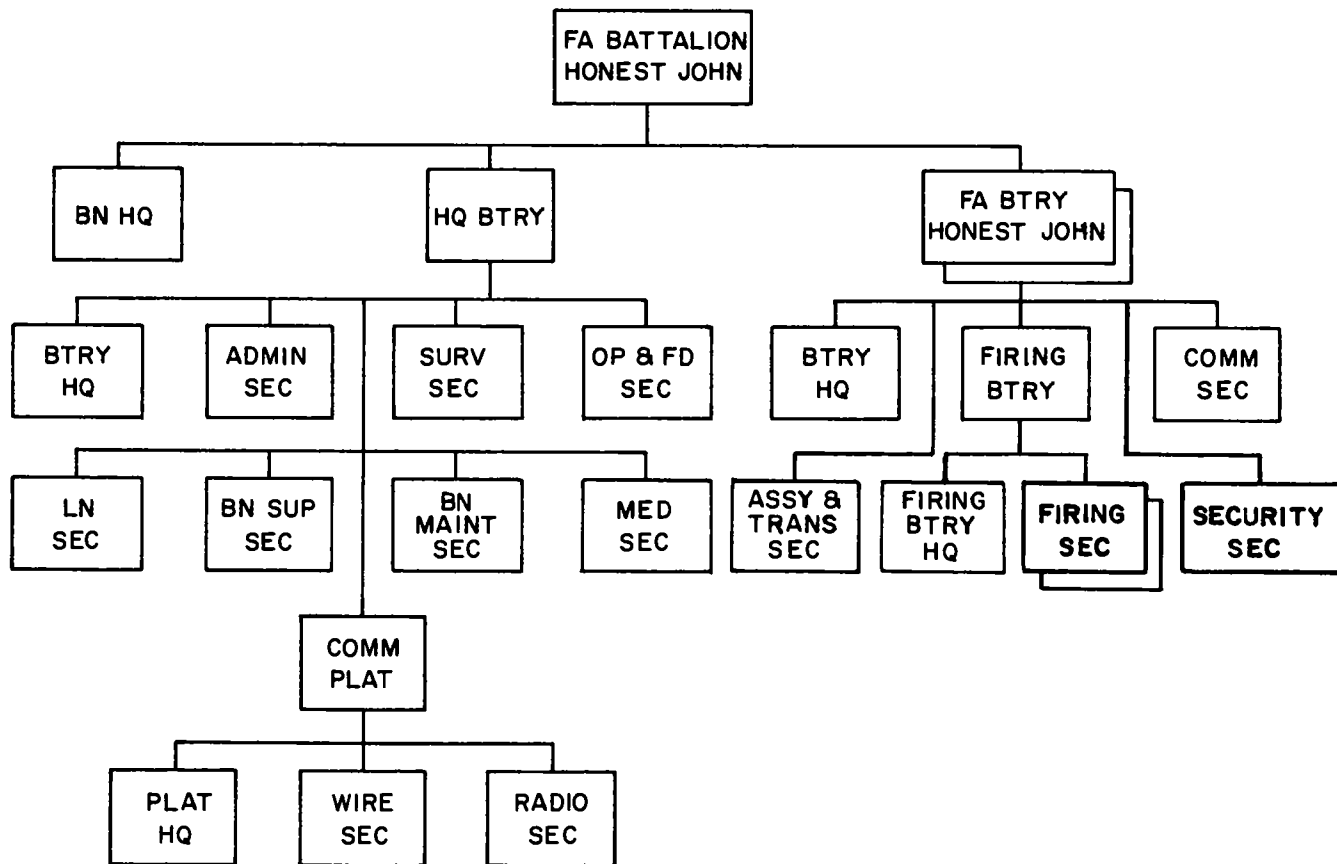 FA BATTALION
HONEST JOHN
BN HQ
HQ BTRY
FA BTRY
HONEST JOHN
BTRY
HQ
ADMIN
SEC
SURV
SEC
OP & FD
SEC
BTRY
HQ
FIRING
BTRY
COMM
SEC
LN
SEC
BN SUP
SEC
BN
MAINT
SEC
MED
SEC
ASSY &
TRANS
SEC
FIRING
BTRY
HQ
FIRING
SEC
SECURITY
SEC
COMM
PLAT
PLAT
HQ
WIRE
SEC
RADIO
SEC